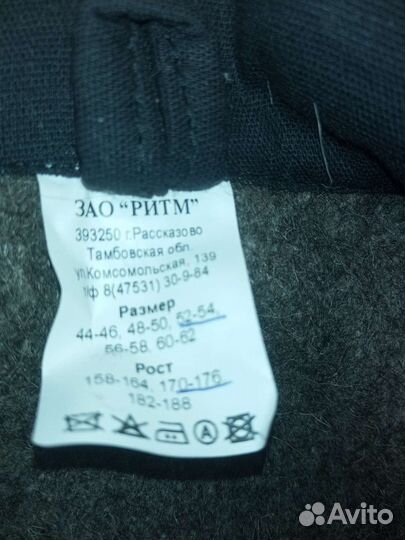 ЗАО "РИТМ"
393250 г.Рассказово
Тамбовская обл.
ул.Комсомольская, 139
т/ф 8(47531) 30-9-84
Размер
44-46, 48-50, 52-54,
56-58, 60-62
Рост
158-164, 170-176
182-188
A
Avito